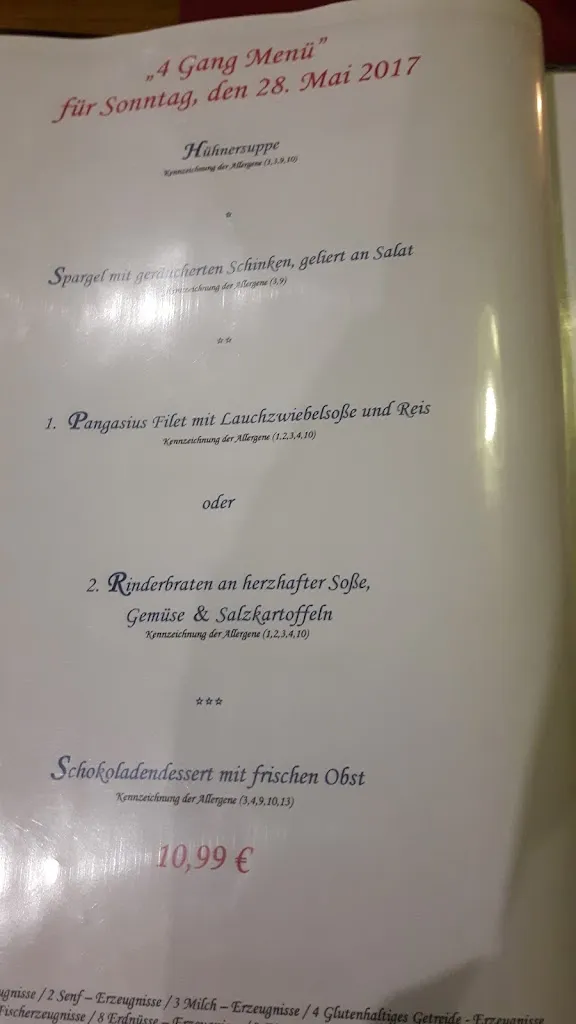 „4 Gang Menü”
für Sonntag, den 28. Mai 2017
Hühnersuppe
Kennzeichnung der Allergene (1,3,9,10)
*
Spargel mit geräucherten Schinken, geliert an Salat
Kennzeichnung der Allergene (3,9)
**
1. Pangasius Filet mit Lauchzwiebelsoße und Reis
Kennzeichnung der Allergene (1,2,3,4,10)
oder
2. Rinderbraten an herzhafter Soße,
Gemüse & Salzkartoffeln
Kennzeichnung der Allergene (1,2,3,4,10)
***
Schokoladendessert mit frischen Obst
Kennzeichnung der Allergene (3,4,9,10,13)
10,99 €
ugnisse / 2 Senf – Erzeugnisse / 3 Milch – Erzeugnisse / 4 Glutenhaltiges Getreide - Erzeugnisse
Fischerzeugnisse / 8 Erdnüsse –